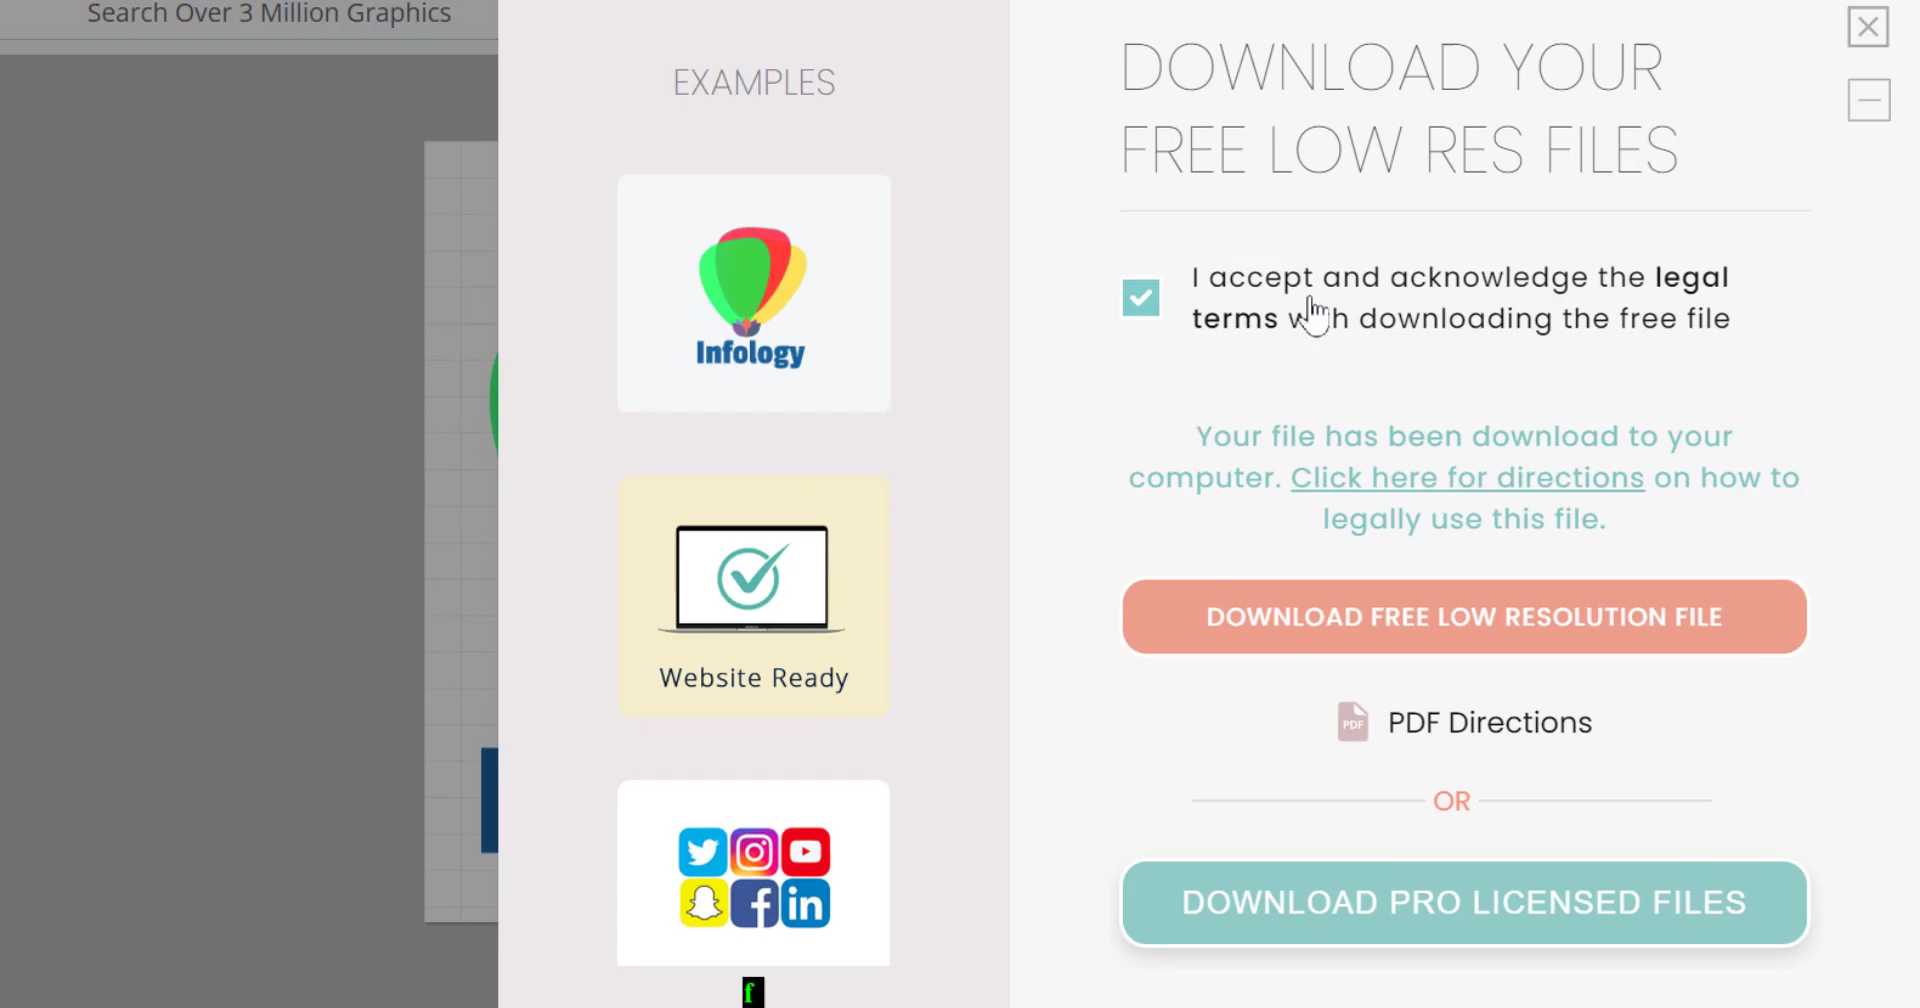 Search Over 3 Million Graphics
EXAMPLES
Infology
Website Ready
in
f
DOWNLOAD YOUR
FREE LOW RES FILES
I accept and acknowledge the legal
terms downloading the free file
Your file has been download to your
computer. Click here for directions on how to
legally use this file.
DOWNLOAD FREE LOW RESOLUTION FILE
PDF
PDF Directions
OR
DOWNLOAD PRO LICENSED FILES